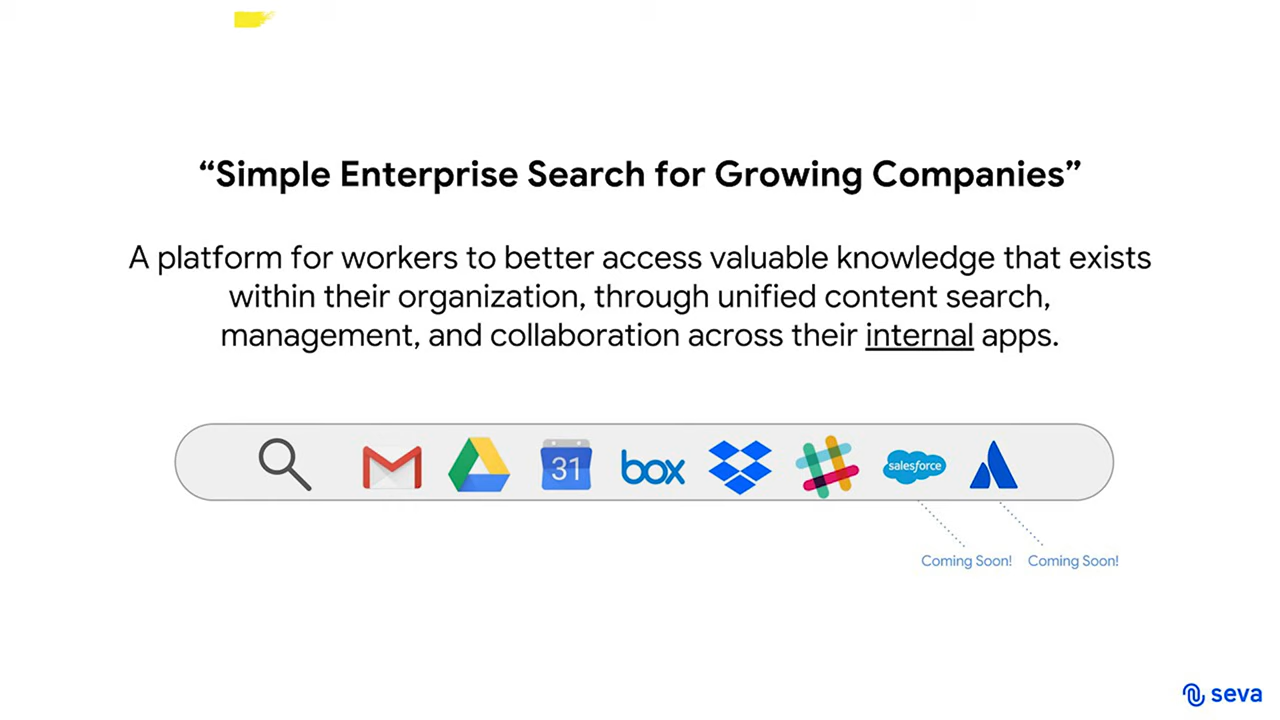 “Simple Enterprise Search for Growing Companies”
A platform for workers to better access valuable knowledge that exists
within their organization, through unified content search,
management, and collaboration across their internal apps.
31
box
salesforce
Coming Soon!
Coming Soon!
seva